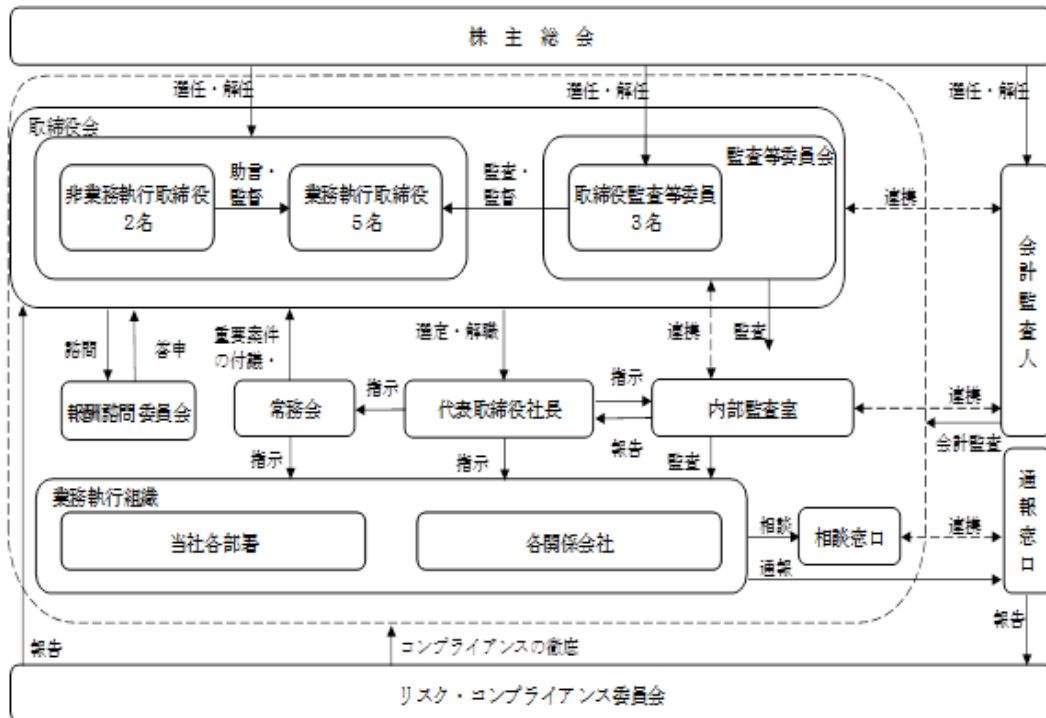 株主総会
選任・解任
選任・解任
選任・解任
取締役会
監査等委員会
非業務執行取締役
2名
助言・
監督
業務執行取締役
5名
監査・
監督
取締役監査等委員
3名
連携
会計監査人
諮問
答申
重要案件
の付議・
選定・解職
連携
監査
報酬諮問委員会
常務会
指示
代表取締役社長
指示
報告
内部監査室
連携
会計監査
指示
指示
監査
業務執行組織
当社各部署
各関係会社
相談
相談窓口
連携
通報窓口
通報
報告
コンプライアンスの徹底
報告
リスク・コンプライアンス委員会